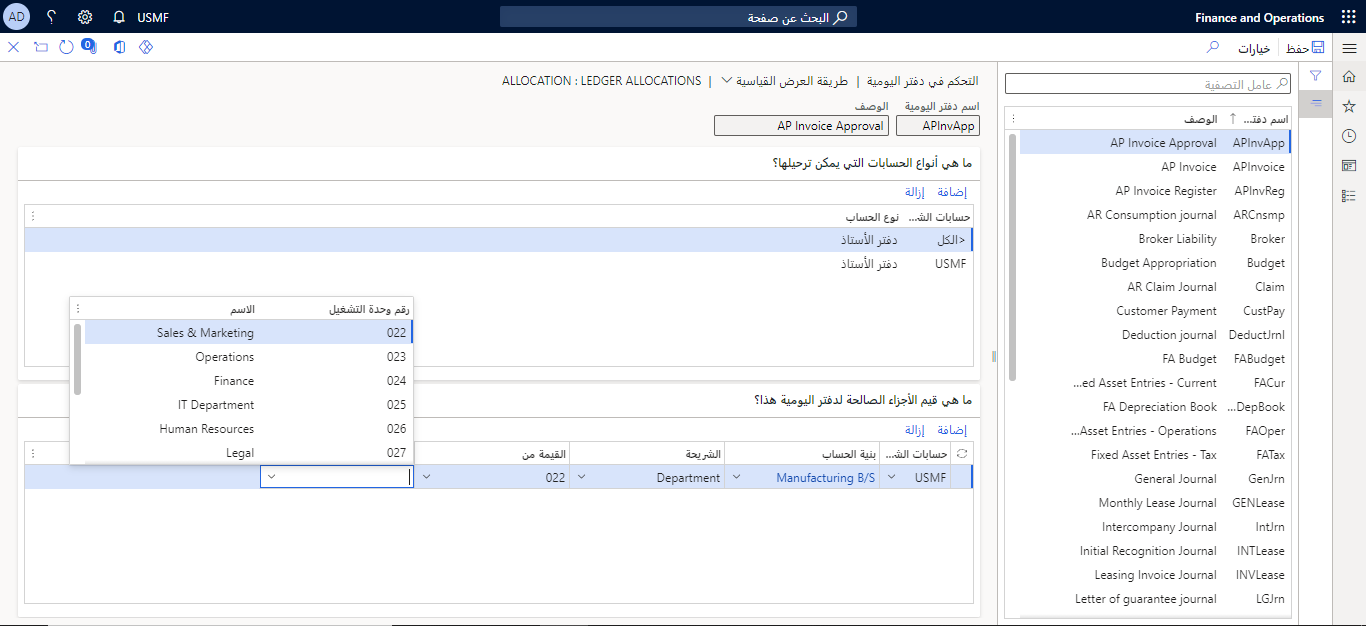 Finance and Operations
البحث عن صفحة
USMF
AD
حفظ
خيارات
0
عامل التصفية
اسم دفتر... الوصف
APInvApp AP Invoice Approval
APInvoice AP Invoice
APInvReg AP Invoice Register
ARCnsmp AR Consumption journal
Broker Broker Liability
Budget Budget Appropriation
Claim AR Claim Journal
CustPay Customer Payment
DeductJrnl Deduction journal
FABudget FA Budget
FACur ...ed Asset Entries - Current
...DepBook FA Depreciation Book
FAOper ...Asset Entries - Operations
FATax Fixed Asset Entries - Tax
GenJrn General Journal
GENLease Monthly Lease Journal
IntJrn Intercompany Journal
INTLease Initial Recognition Journal
INVLease Leasing Invoice Journal
LGJrn Letter of guarantee journal
التحكم في دفتر اليومية | طريقة العرض القياسية | ALLOCATION : LEDGER ALLOCATIONS
اسم دفتر اليومية الوصف
APInvApp AP Invoice Approval
ما هي أنواع الحسابات التي يمكن ترحيلها؟
إضافة إزالة
حسابات الش... نوع الحساب
<الكل دفتر الأستاذ
USMF دفتر الأستاذ
رقم وحدة التشغيل الاسم
022 Sales & Marketing
023 Operations
024 Finance
025 IT Department
026 Human Resources
027 Legal
ما هي قيم الأجزاء الصالحة لدفتر اليومية هذا؟
إضافة إزالة
حسابات الش... بنية الحساب الشريحة القيمة من
USMF Manufacturing B/S Department 022